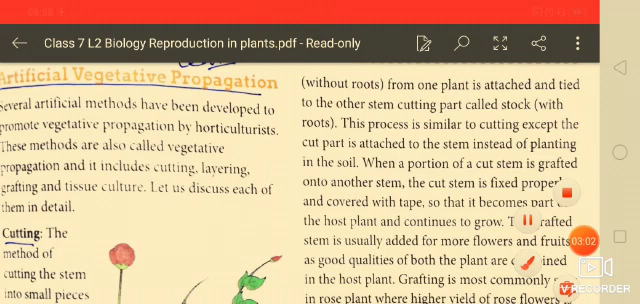 Class 7 L2 Biology Reproduction in plants.pdf - Read-only
Artificial Vegetative Propagation
Several artificial methods have been developed to
promote vegetative propagation by horticulturists.
These methods are also called vegetative
propagation and it includes cutting, layering,
grafting and tissue culture. Let us discuss each of
them in detail.
Cutting: The
method of
cutting the stem
into small pieces
(without roots) from one plant is attached and tied
to the other stem cutting part called stock (with
roots). This process is similar to cutting except the
cut part is attached to the stem instead of planting
in the soil. When a portion of a cut stem is grafted
onto another stem, the cut stem is fixed
and covered with tape, so that it becomes part
the host plant and continues to grow.
stem is usually added for more flowers and fruits
as good qualities of both the plant are
in the host plant. Grafting is most commonly
in rose plant where higher yield of rose flowers
03:02
RECORDER